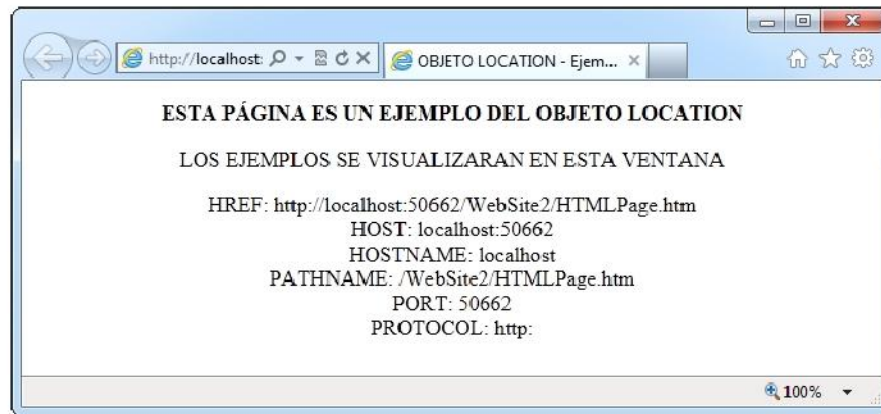 http://localhost:
OBJETO LOCATION - Ejem...
ESTA PÁGINA ES UN EJEMPLO DEL OBJETO LOCATION
LOS EJEMPLOS SE VISUALIZARAN EN ESTA VENTANA
HREF: http://localhost:50662/WebSite2/HTMLPage.htm
HOST: localhost:50662
HOSTNAME: localhost
PATHNAME: /WebSite2/HTMLPage.htm
PORT: 50662
PROTOCOL: http:
100%